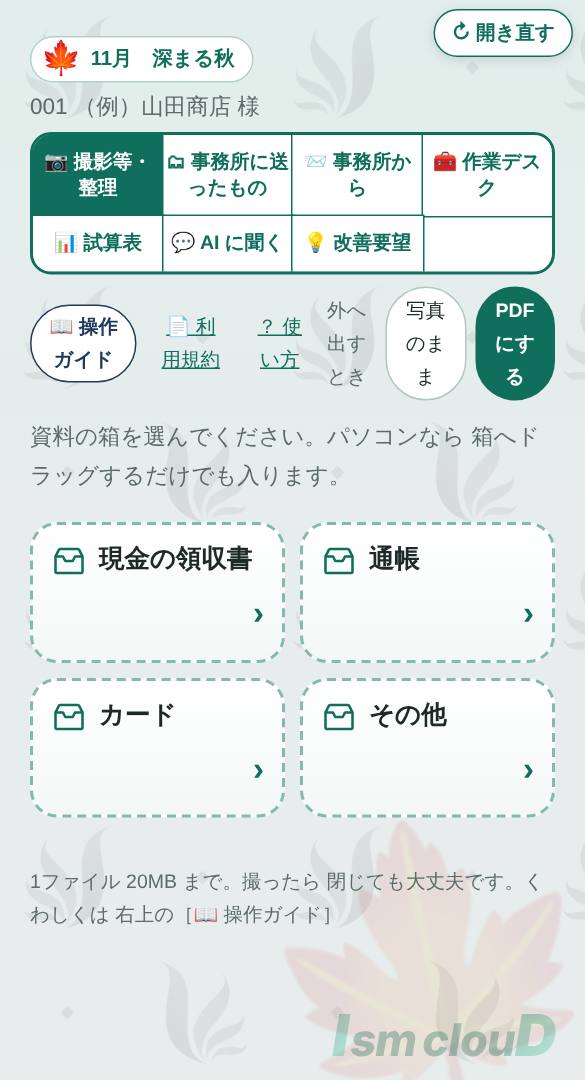 ↻ 開き直す
🍁 11月　深まる秋
001 （例）山田商店 様
📷 撮影等・整理
🗂 事務所に送ったもの
📨 事務所から
🧰 作業デスク
📊 試算表
💬 AI に聞く
💡 改善要望
📖 操作ガイド
📄 利用規約
？ 使い方
外へ出すとき
写真のまま
PDFにする
資料の箱を選んでください。パソコンなら 箱へド
ラッグするだけでも入ります。
現金の領収書 ›
通帳 ›
カード ›
その他 ›
1ファイル 20MB まで。撮ったら 閉じても大丈夫です。く
わしくは 右上の［📖 操作ガイド］
Ism clouD